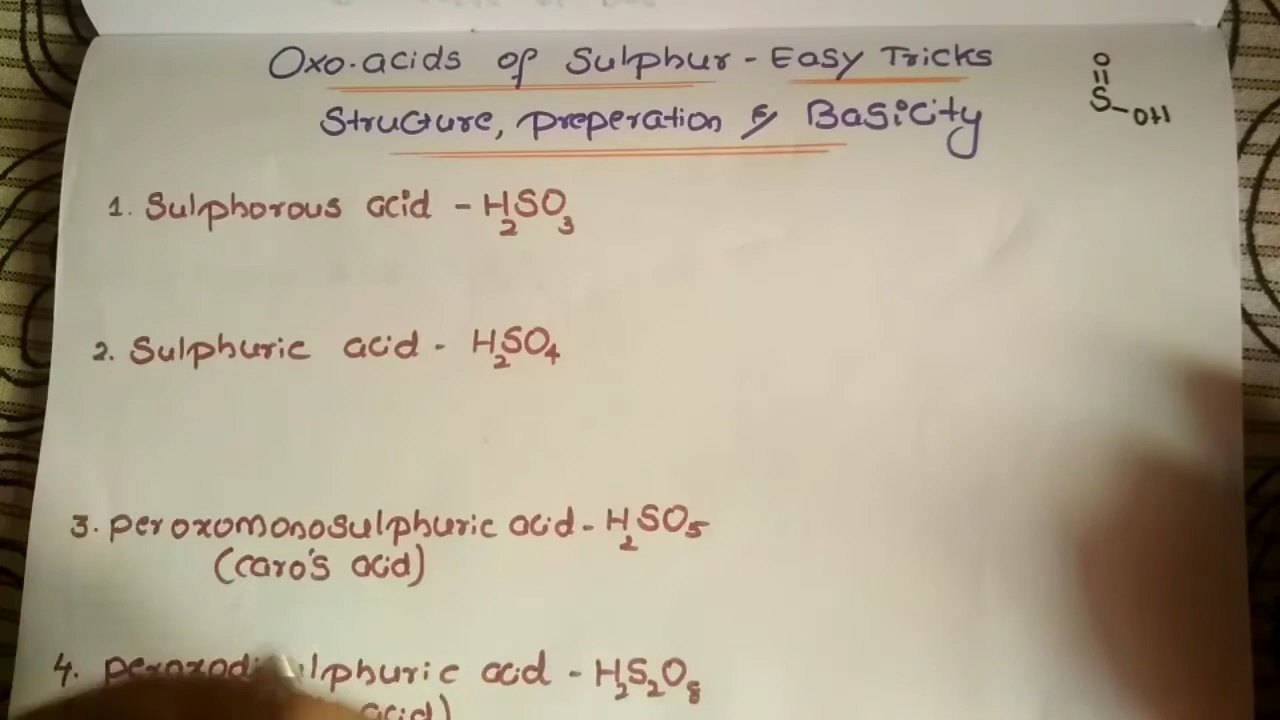 Oxo.acids of Sulphur - Easy Tricks
Structure, preperation & Basicity
O
S-OH
1. Sulphorous acid - H2SO3
2. Sulphuric acid - H2SO4
3. peroxomonosulphuric acid - H2SO5
(caro's acid)
4. acid - H2S2O8
acid)